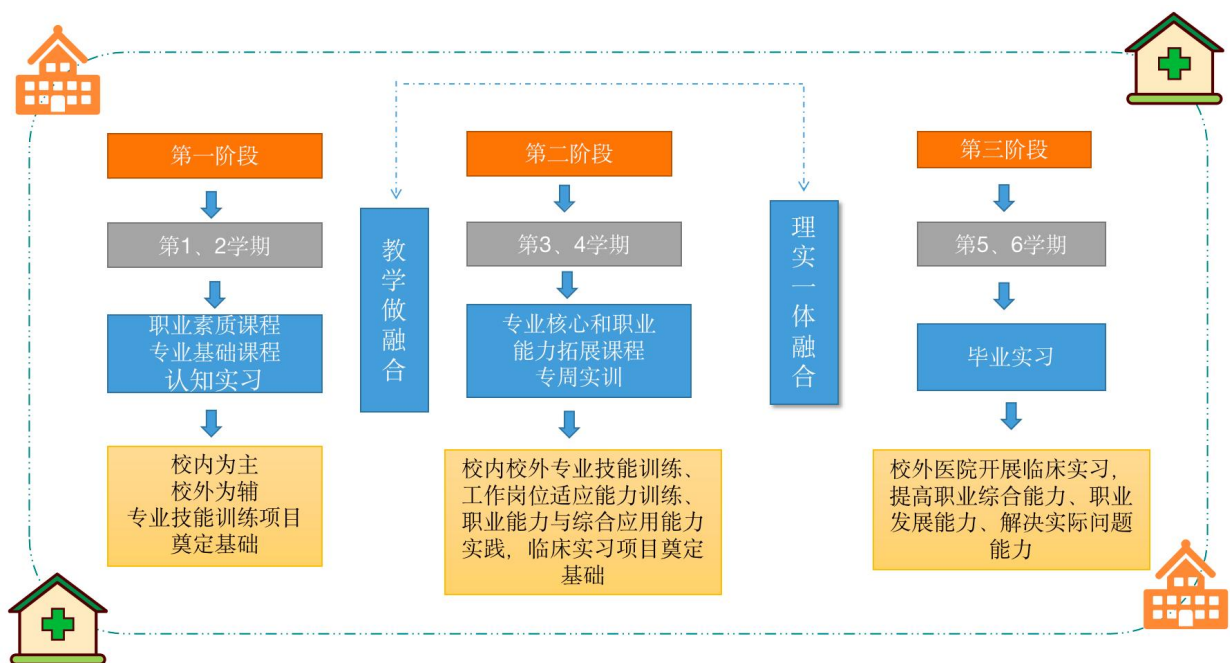 第一阶段
第1、2学期
职业素质课程
专业基础课程
认知实习
校内为主
校外为辅
专业技能训练项目
奠定基础
教
学
做
融
合
第二阶段
第3、4学期
专业核心和职业
能力拓展课程
专周实训
校内校外专业技能训练、
工作岗位适应能力训练、
职业能力与综合应用能力
实践，临床实习项目奠定
基础
理
实
一
体
融
合
第三阶段
第5、6学期
毕业实习
校外医院开展临床实习，
提高职业综合能力、职业
发展能力、解决实际问题
能力